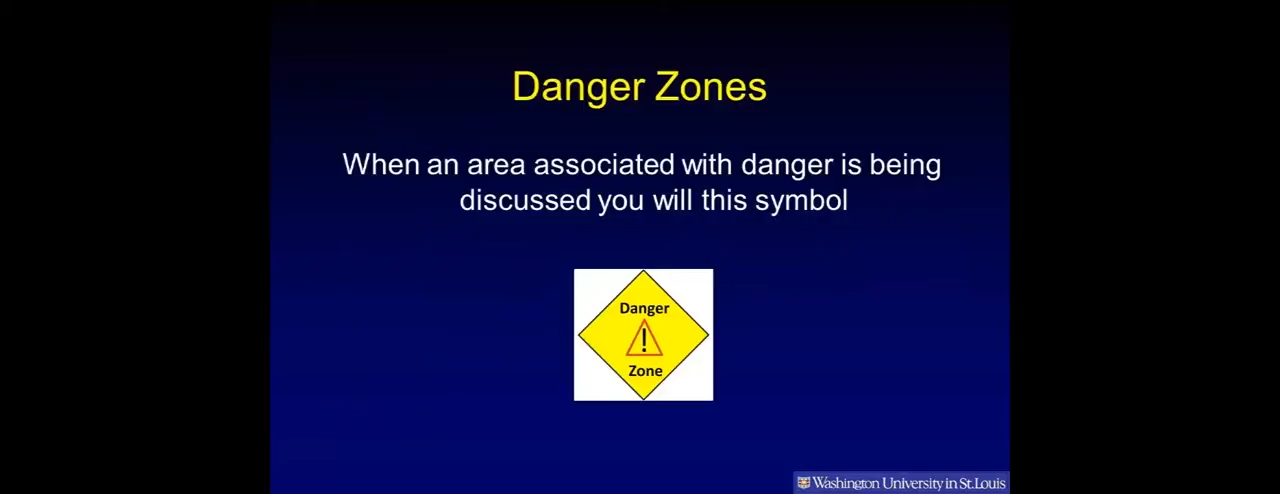 Danger Zones
When an area associated with danger is being
discussed you will this symbol
Danger
!
Zone
Washington University in St. Louis